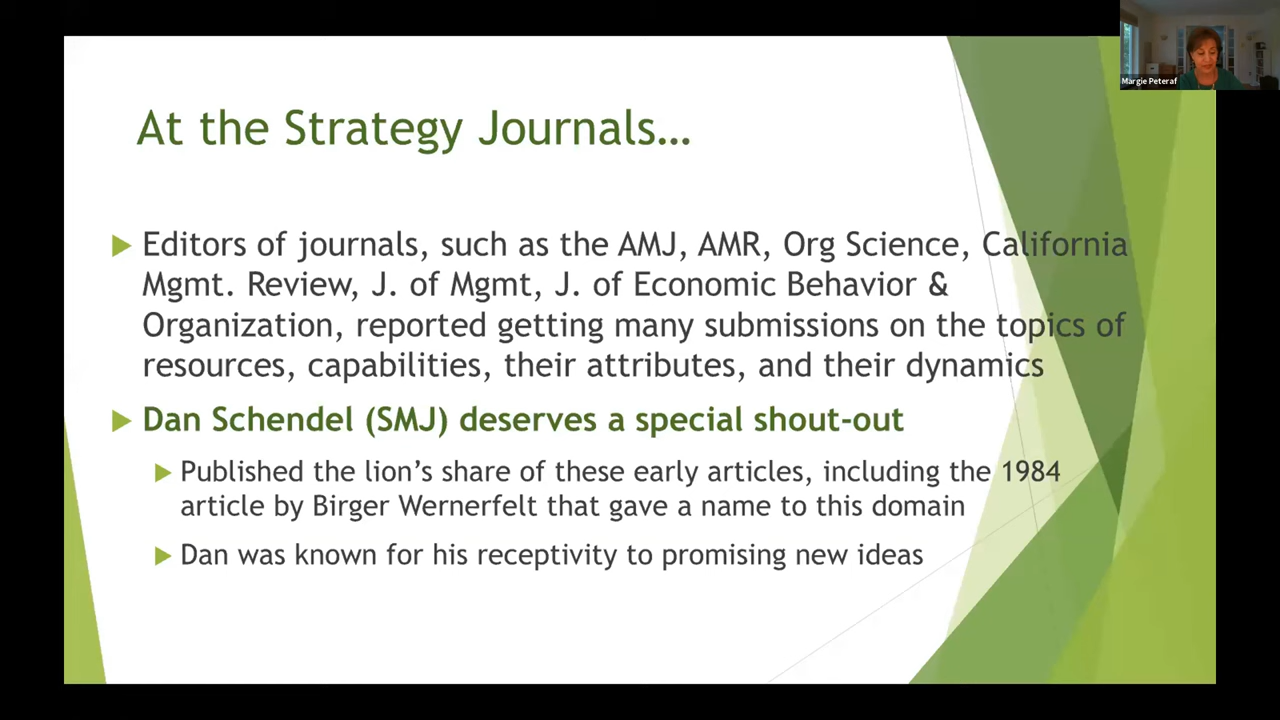 Margie Peteraf
At the Strategy Journals…
Editors of journals, such as the AMJ, AMR, Org Science, California
Mgmt. Review, J. of Mgmt, J. of Economic Behavior &
Organization, reported getting many submissions on the topics of
resources, capabilities, their attributes, and their dynamics
Dan Schendel (SMJ) deserves a special shout-out
Published the lion’s share of these early articles, including the 1984
article by Birger Wernerfelt that gave a name to this domain
Dan was known for his receptivity to promising new ideas